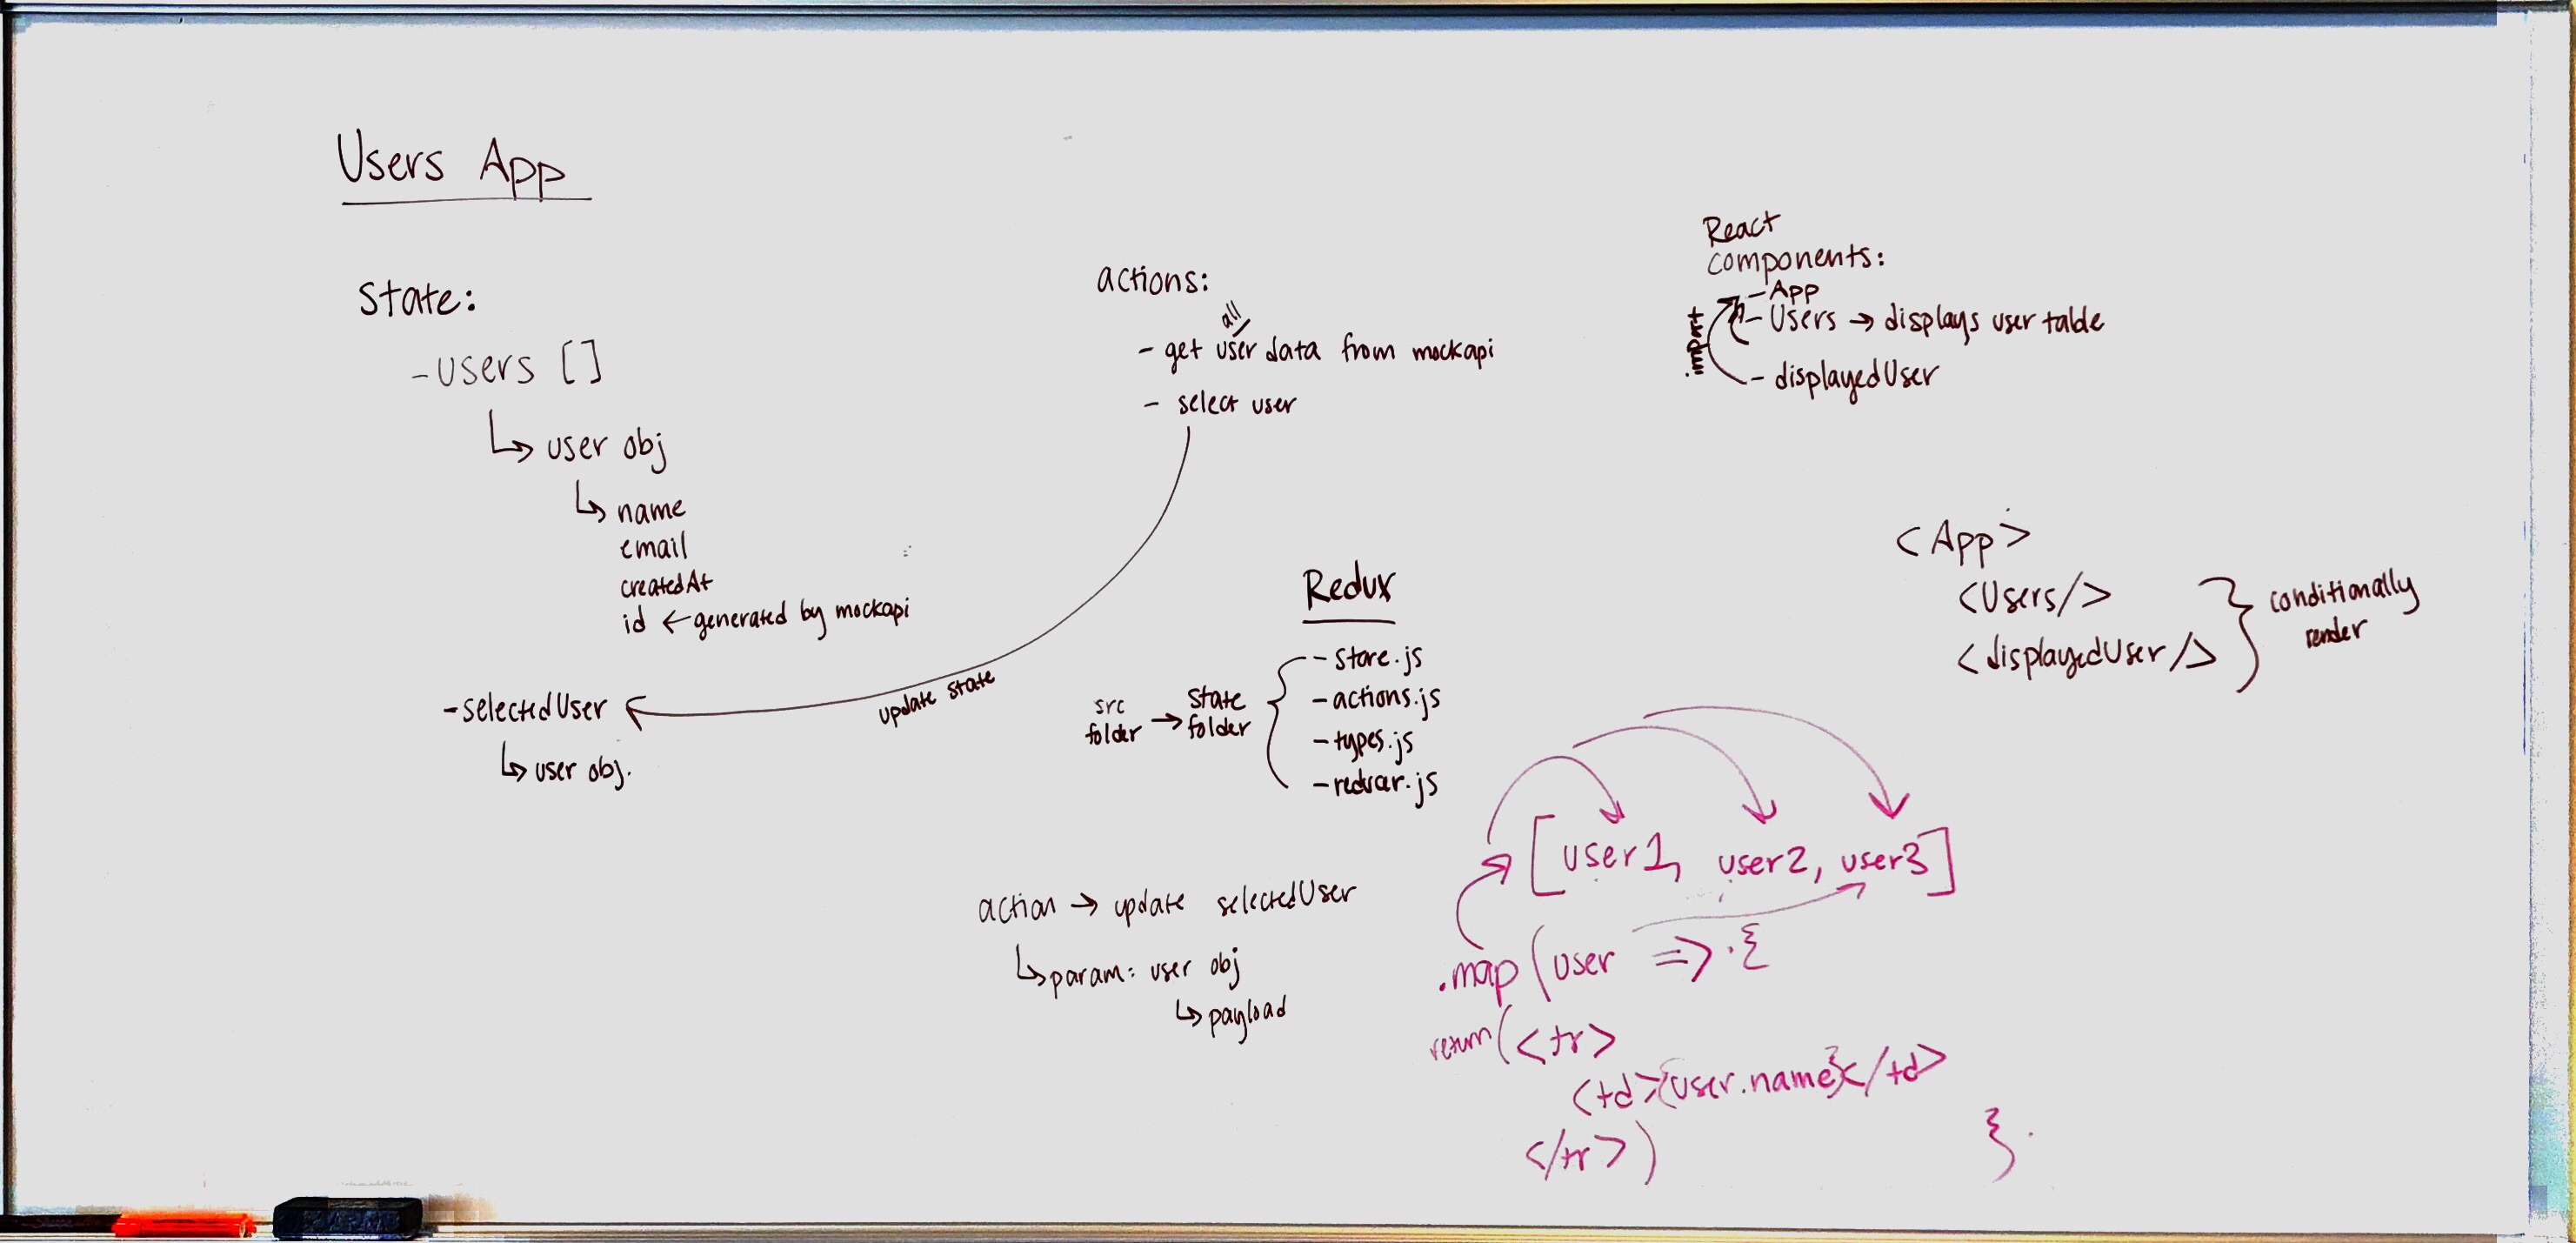 Users App
state:
- users []
↳ user obj
↳ name
email
createdAt
id ← generated by mockapi
- selectedUser
↳ user obj.
update state
actions:
all
- get user data from mockapi
- select user
React
components:
- App
- Users → displays user table
- displayedUser
import
<App>
<Users/>
<displayedUser/>
conditionally
render
Redux
- store.js
- actions.js
- types.js
- reducer.js
src
folder → state
folder
action → update selectedUser
↳ param: user obj
↳ payload
[user1, user2, user3]
.map(user => {
return(<tr>
<td>{user.name}</td>
</tr>)
}